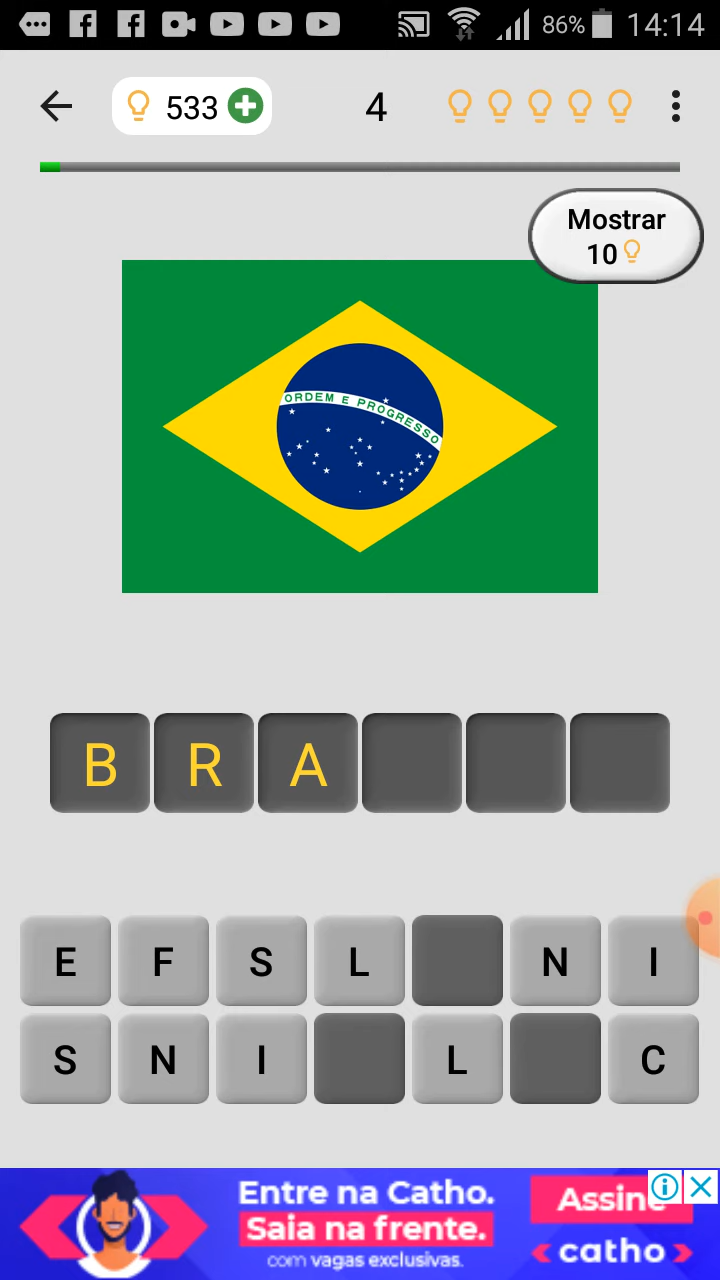 86% 14:14
533 4
Mostrar
10
ORDEM E PROGRESSO
B R A
E F S L N I
S N I L C
Entre na Catho.
Saia na frente.
com vagas exclusivas.
Assine
catho